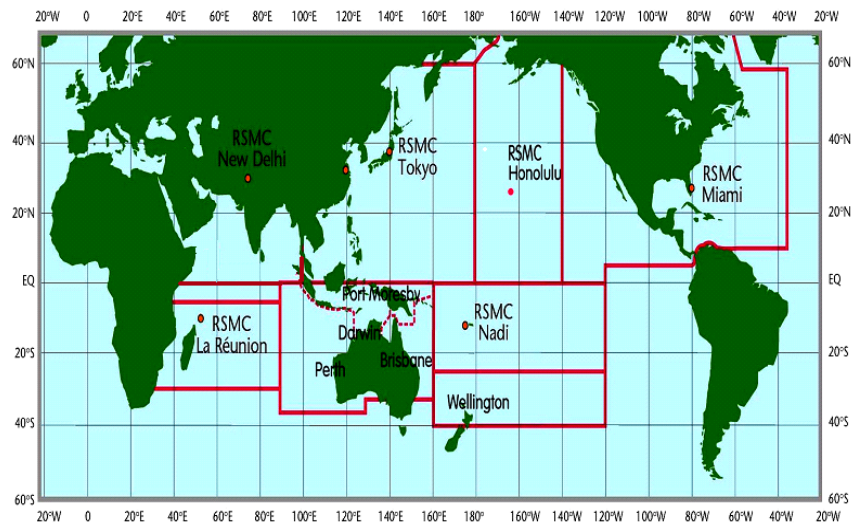 20°W 0 20°E 40°E 60°E 80°E 100°E 120°E 140°E 160°E 180° 160°W 140°W 120°W 100°W 80°W 60°W 40°W 20°W
60°N 60°N
40°N 40°N
RSMC
New Delhi
RSMC
Tokyo
RSMC
Honolulu
RSMC
Miami
20°N 20°N
EQ EQ
Port Moresby
RSMC
La Réunion
RSMC
Nadi
Darwin
Brisbane
Perth
20°S 20°S
Wellington
40°S 40°S
60°S 60°S
20°W 0 20°E 40°E 60°E 80°E 100°E 120°E 140°E 160°E 180° 160°W 140°W 120°W 100°W 80°W 60°W 40°W 20°W